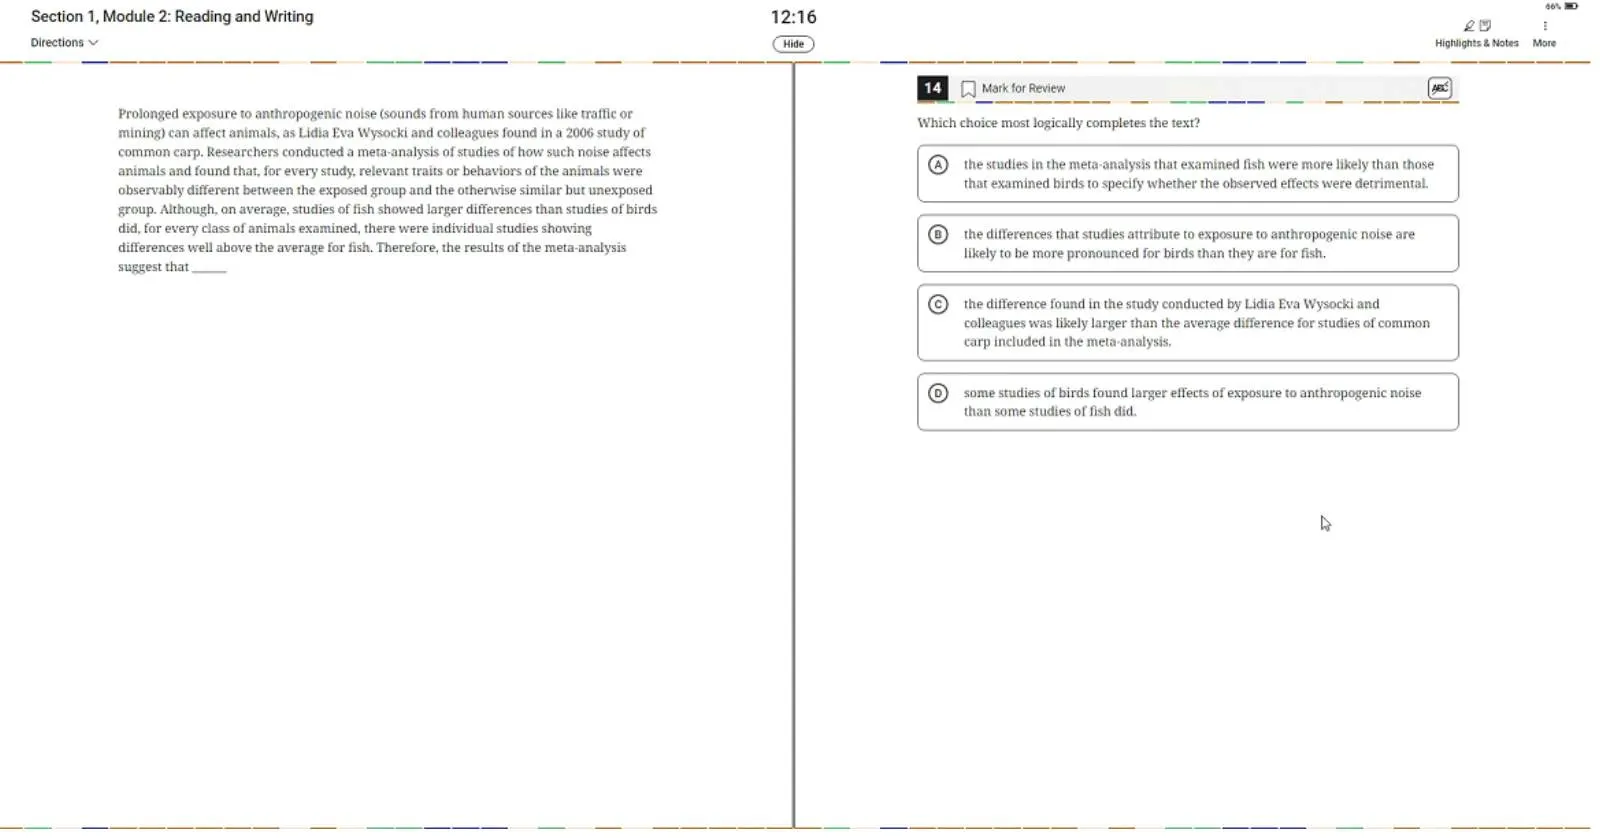 Section 1, Module 2: Reading and Writing
Directions
12:16
Hide
66%
Highlights & Notes
More
Prolonged exposure to anthropogenic noise (sounds from human sources like traffic or
mining) can affect animals, as Lidia Eva Wysocki and colleagues found in a 2006 study of
common carp. Researchers conducted a meta-analysis of studies of how such noise affects
animals and found that, for every study, relevant traits or behaviors of the animals were
observably different between the exposed group and the otherwise similar but unexposed
group. Although, on average, studies of fish showed larger differences than studies of birds
did, for every class of animals examined, there were individual studies showing
differences well above the average for fish. Therefore, the results of the meta-analysis
suggest that ______
14
Mark for Review
ABC
Which choice most logically completes the text?
A the studies in the meta-analysis that examined fish were more likely than those
that examined birds to specify whether the observed effects were detrimental.
B the differences that studies attribute to exposure to anthropogenic noise are
likely to be more pronounced for birds than they are for fish.
C the difference found in the study conducted by Lidia Eva Wysocki and
colleagues was likely larger than the average difference for studies of common
carp included in the meta-analysis.
D some studies of birds found larger effects of exposure to anthropogenic noise
than some studies of fish did.